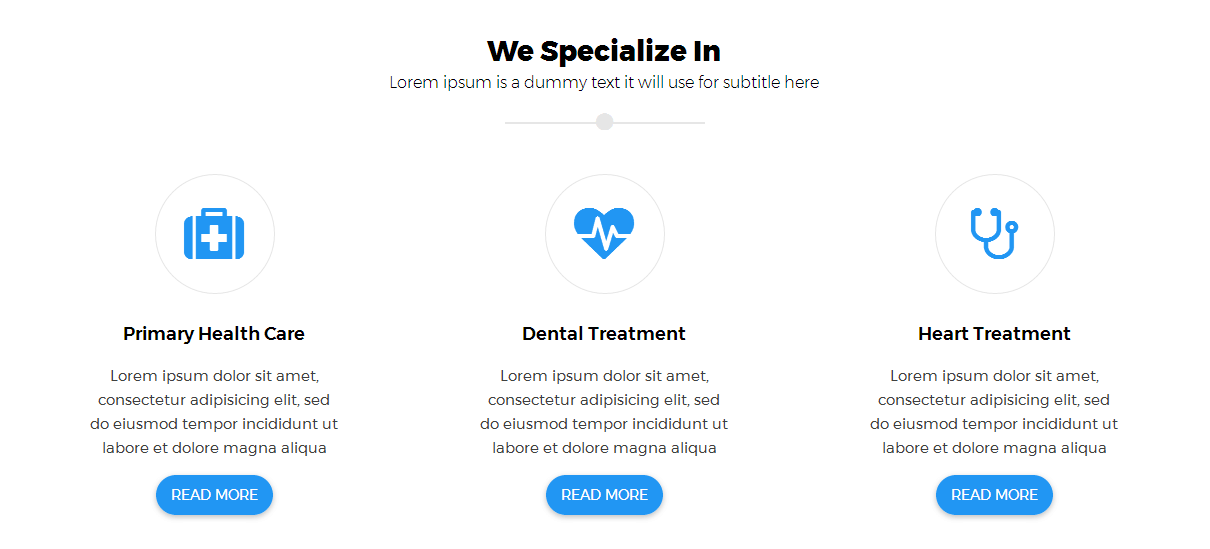 We Specialize In
Lorem ipsum is a dummy text it will use for subtitle here
Primary Health Care
Lorem ipsum dolor sit amet,
consectetur adipisicing elit, sed
do eiusmod tempor incididunt ut
labore et dolore magna aliqua
READ MORE
Dental Treatment
Lorem ipsum dolor sit amet,
consectetur adipisicing elit, sed
do eiusmod tempor incididunt ut
labore et dolore magna aliqua
READ MORE
Heart Treatment
Lorem ipsum dolor sit amet,
consectetur adipisicing elit, sed
do eiusmod tempor incididunt ut
labore et dolore magna aliqua
READ MORE